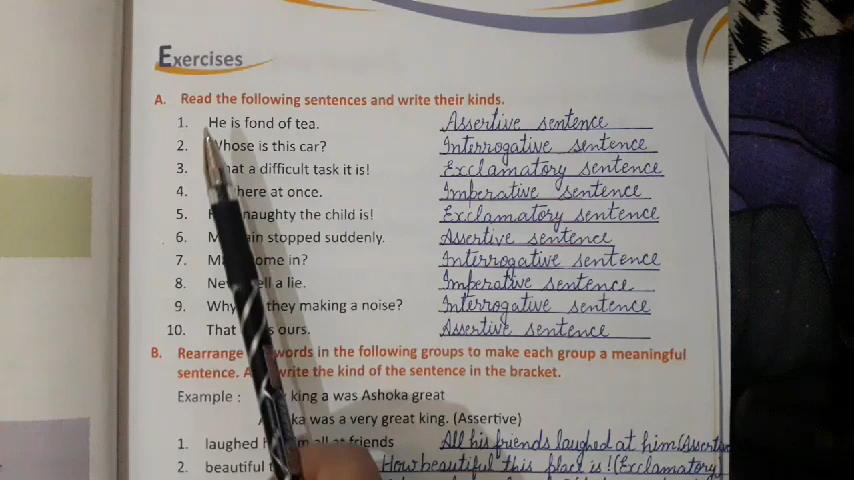 Exercises
A. Read the following sentences and write their kinds.
1. He is fond of tea. Assertive sentence
2. Whose is this car? Interrogative sentence
3. a difficult task it is! Exclamatory sentence
4. here at once. Imperative sentence
5. naughty the child is! Exclamatory sentence
6. stopped suddenly. Assertive sentence
7. in? Interrogative sentence
8. a lie. Imperative sentence
9. Why they making a noise? Interrogative sentence
10. That ours. Assertive sentence
B. Rearrange words in the following groups to make each group a meaningful
sentence. write the kind of the sentence in the bracket.
Example : king a was Ashoka great
was a very great king. (Assertive)
1. laughed all at friends All his friends laughed at him (Assertive
2. beautiful How beautiful this place is! (Exclamatory)